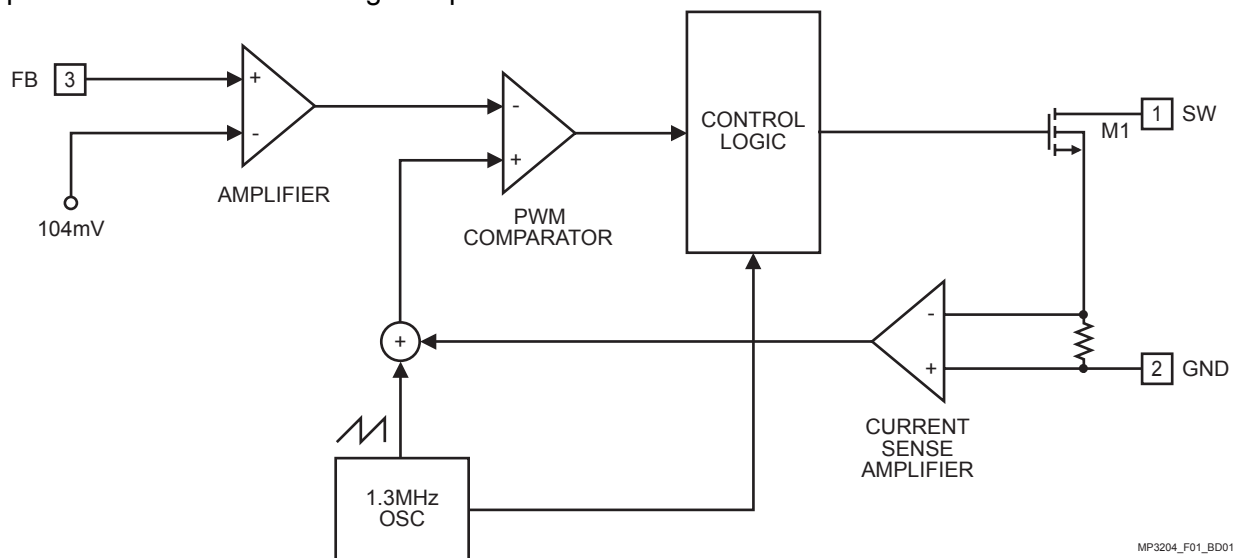 FB 3
+
-
104mV
AMPLIFIER
-
+
PWM
COMPARATOR
CONTROL
LOGIC
M1
1 SW
+
-
+
2 GND
CURRENT
SENSE
AMPLIFIER
1.3MHz
OSC
MP3204_F01_BD01